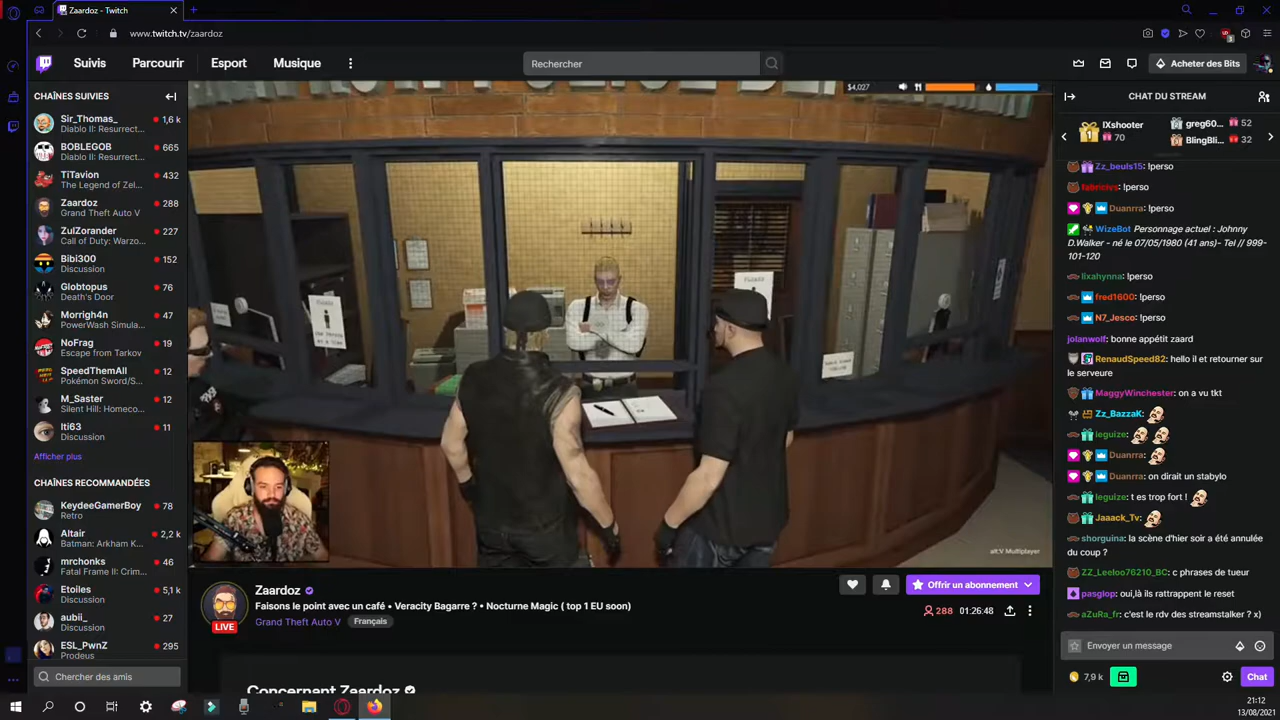 Zaardoz - Twitch
www.twitch.tv/zaardoz
Suivis
Parcourir
Esport
Musique
Rechercher
Acheter des Bits
CHAÎNES SUIVIES
Sir_Thomas_
1,6 k
Diablo II: Resurrect...
BOBLEGOB
665
Diablo II: Resurrect...
TiTavion
432
The Legend of Zel...
Zaardoz
288
Grand Theft Auto V
Zulzorander
227
Call of Duty: Warzo...
bibi300
152
Discussion
Globtopus
76
Death's Door
Morrigh4n
47
PowerWash Simula...
NoFrag
19
Escape from Tarkov
SpeedThemAll
12
Pokémon Sword/S...
M_Saster
12
Silent Hill: Homeco...
Iti63
11
Discussion
Afficher plus
CHAÎNES RECOMMANDÉES
KeydeeGamerBoy
78
Retro
Altair
2,2 k
Batman: Arkham K...
mrchonks
37
Fatal Frame II: Crim...
Etoiles
5,1 k
Discussion
aubii_
27
Discussion
ESL_PwnZ
295
Prodeus
Chercher des amis
$4,027
alt:V Multiplayer
Zaardoz
LIVE
Faisons le point avec un café • Veracity Bagarre ? • Nocturne Magic ( top 1 EU soon)
Grand Theft Auto V
Français
Offrir un abonnement
288
01:26:48
Concernant Zaardoz
CHAT DU STREAM
1
IXshooter
70
greg60...
52
BlingBli...
32
Zz_beuls15: !perso
fabricius: !perso
Duanrra: !perso
WizeBot Personnage actuel : Johnny
D.Walker - né le 07/05/1980(41 ans)- Tel // 999-
101-120
lixahynna: !perso
fred1600: !perso
N7_Jesco: !perso
jolanwolf: bonne appétit zaard
RenaudSpeed82: hello il et retourner sur
le serveure
MaggyWinchester: on a vu tkt
Zz_BazzaK:
leguize:
Duanrra:
Duanrra: on dirait un stabylo
leguize: t es trop fort !
Jaaack_Tv:
shorguina: la scène d'hier soir a été annulée
du coup ?
ZZ_Leeloo76210_BC: c phrases de tueur
pasglop: oui,là ils rattrapent le reset
aZuRa_fr: c'est le rdv des streamstalker ? x)
Envoyer un message
7,9 k
Chat
21:12
13/08/2021